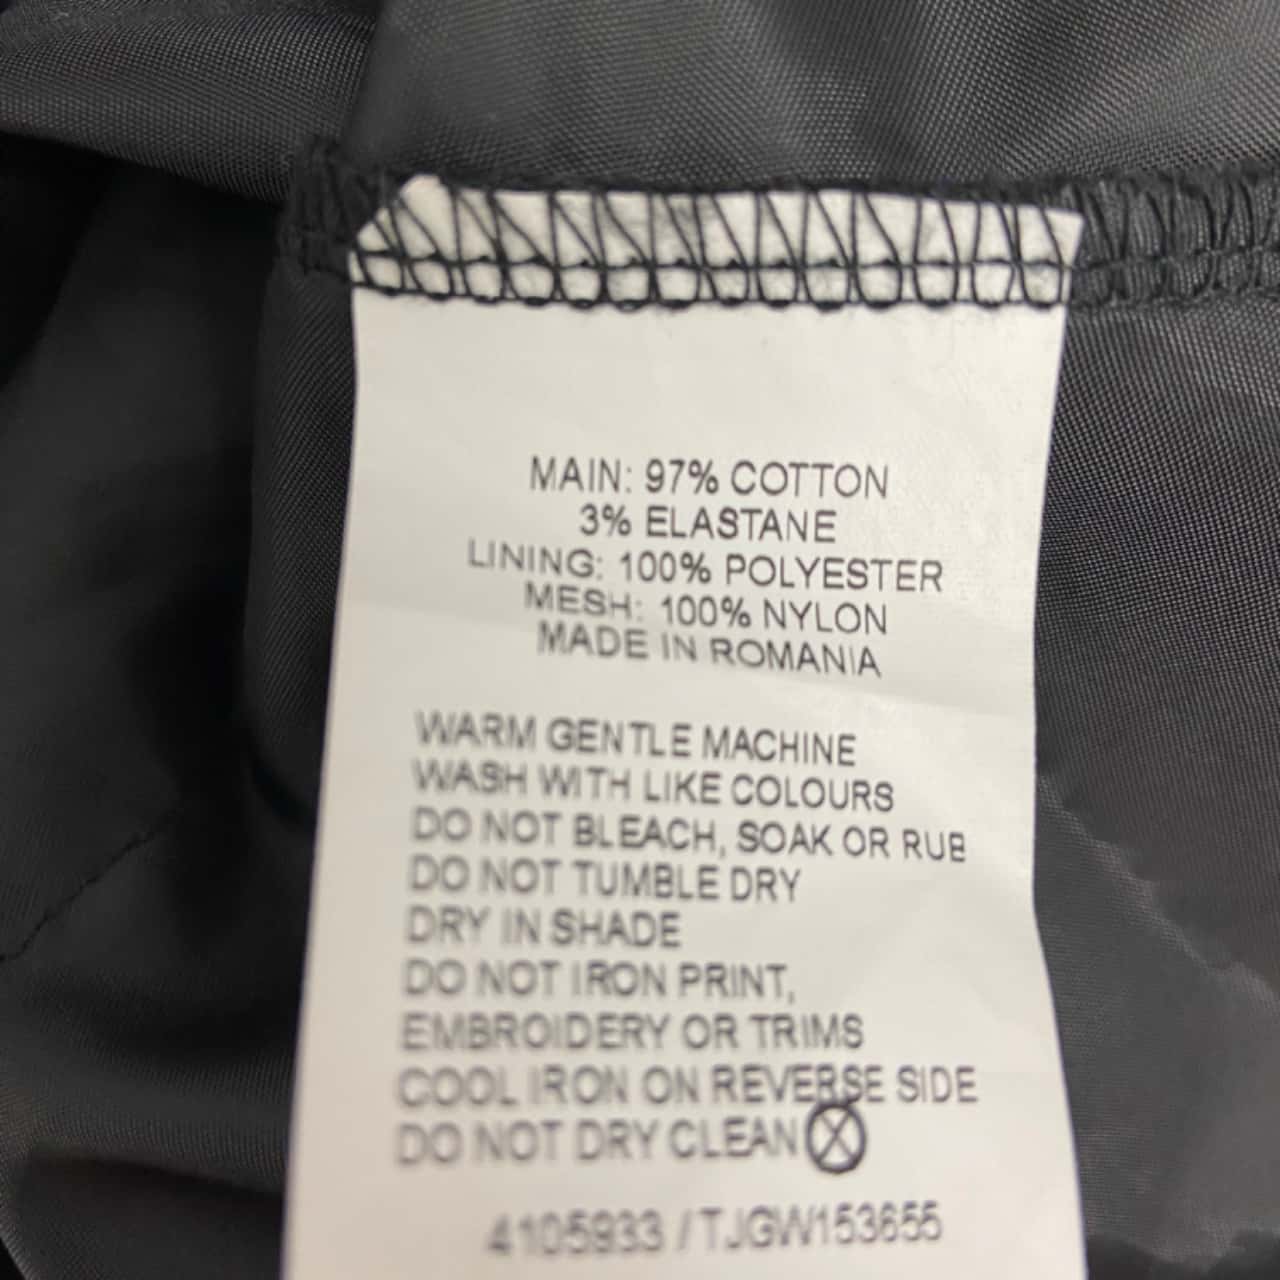 MAIN: 97% COTTON
3% ELASTANE
LINING: 100% POLYESTER
MESH: 100% NYLON
MADE IN ROMANIA
WARM GENTLE MACHINE
WASH WITH LIKE COLOURS
DO NOT BLEACH, SOAK OR RUB
DO NOT TUMBLE DRY
DRY IN SHADE
DO NOT IRON PRINT,
EMBROIDERY OR TRIMS
COOL IRON ON REVERSE SIDE
DO NOT DRY CLEAN
4105933 / TJGW153655